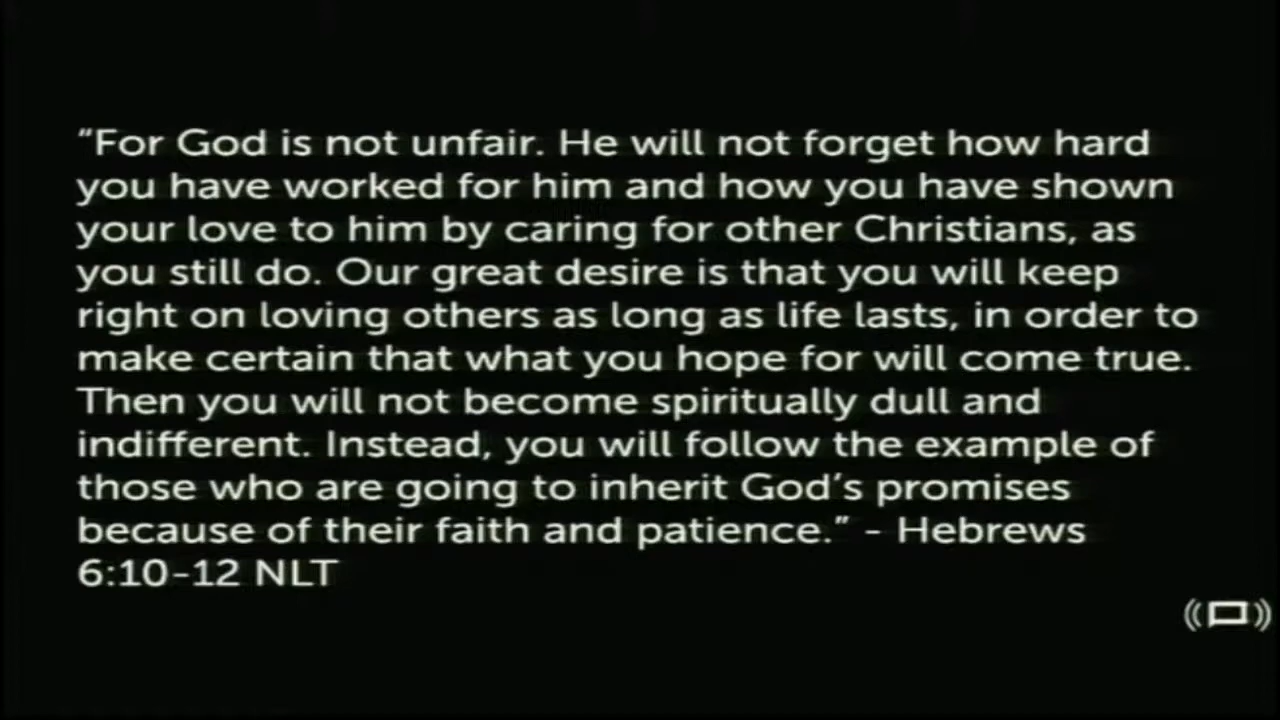 “For God is not unfair. He will not forget how hard
you have worked for him and how you have shown
your love to him by caring for other Christians, as
you still do. Our great desire is that you will keep
right on loving others as long as life lasts, in order to
make certain that what you hope for will come true.
Then you will not become spiritually dull and
indifferent. Instead, you will follow the example of
those who are going to inherit God’s promises
because of their faith and patience.” - Hebrews
6:10-12 NLT